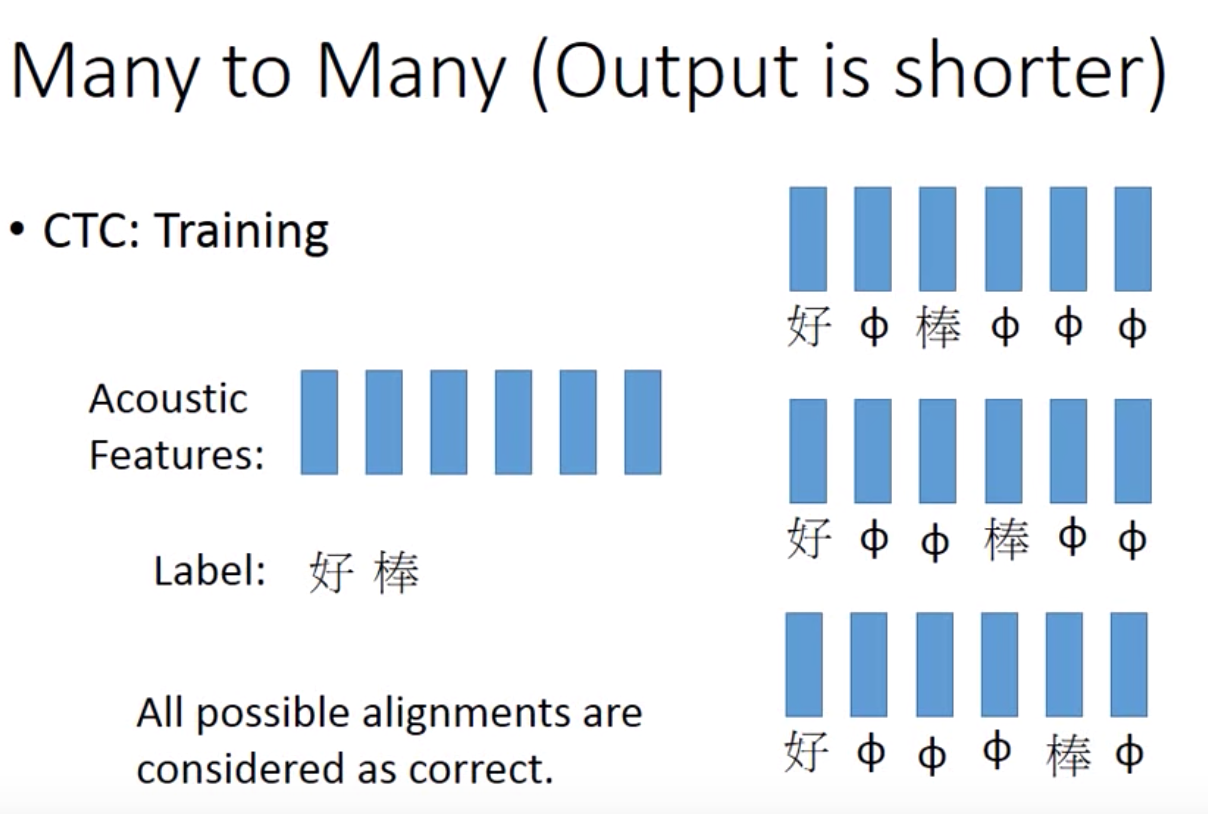 Many to Many (Output is shorter)
• CTC: Training
Acoustic
Features:
Label: 好 棒
All possible alignments are
considered as correct.
好 ϕ 棒 ϕ ϕ ϕ
好 ϕ ϕ 棒 ϕ ϕ
好 ϕ ϕ ϕ 棒 ϕ